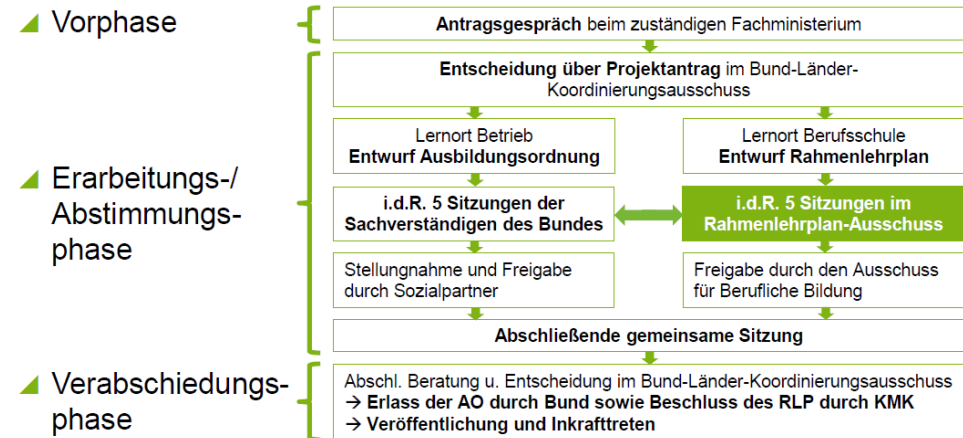 Vorphase
Antragsgespräch beim zuständigen Fachministerium
Erarbeitungs-/
Abstimmungs-
phase
Entscheidung über Projektantrag im Bund-Länder-
Koordinierungsausschuss
Lernort Betrieb
Entwurf Ausbildungsordnung
Lernort Berufsschule
Entwurf Rahmenlehrplan
i.d.R. 5 Sitzungen der
Sachverständigen des Bundes
i.d.R. 5 Sitzungen im
Rahmenlehrplan-Ausschuss
Stellungnahme und Freigabe
durch Sozialpartner
Freigabe durch den Ausschuss
für Berufliche Bildung
Abschließende gemeinsame Sitzung
Verabschiedungs-
phase
Abschl. Beratung u. Entscheidung im Bund-Länder-Koordinierungsausschuss
→ Erlass der AO durch Bund sowie Beschluss des RLP durch KMK
→ Veröffentlichung und Inkrafttreten